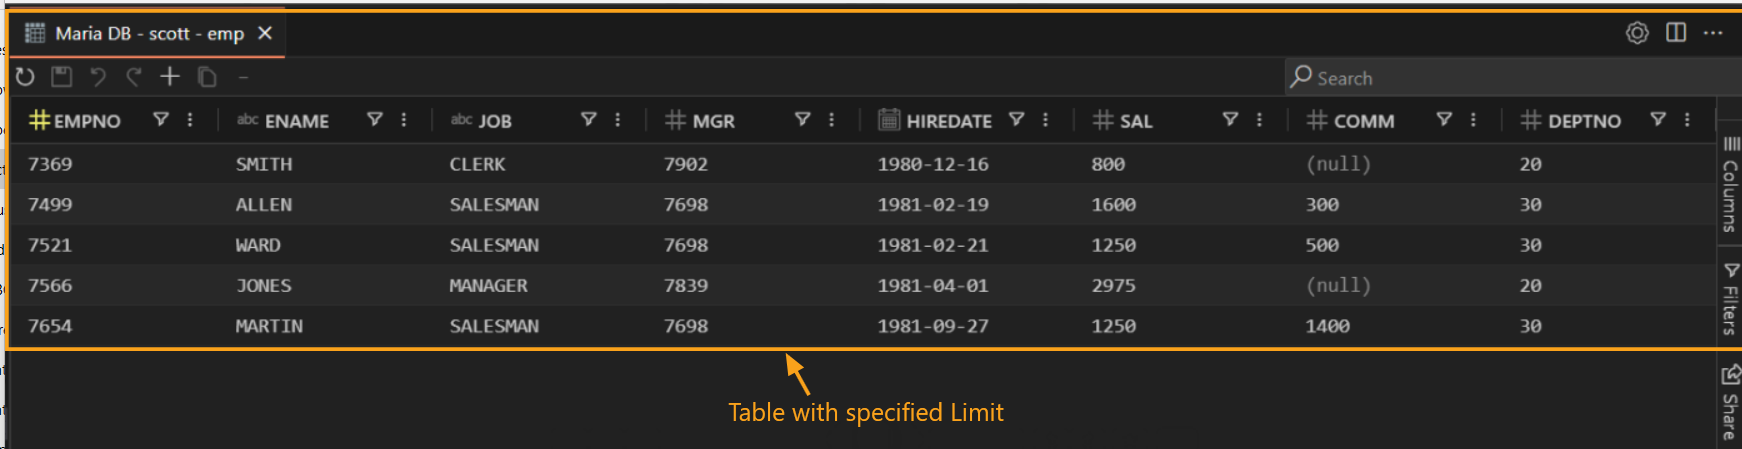 Maria DB - scott - emp
Search
EMPNO abc ENAME abc JOB MGR HIREDATE SAL COMM DEPTNO
7369 SMITH CLERK 7902 1980-12-16 800 (null) 20
7499 ALLEN SALESMAN 7698 1981-02-19 1600 300 30
7521 WARD SALESMAN 7698 1981-02-21 1250 500 30
7566 JONES MANAGER 7839 1981-04-01 2975 (null) 20
7654 MARTIN SALESMAN 7698 1981-09-27 1250 1400 30
Columns
Filters
Share
Table with specified Limit